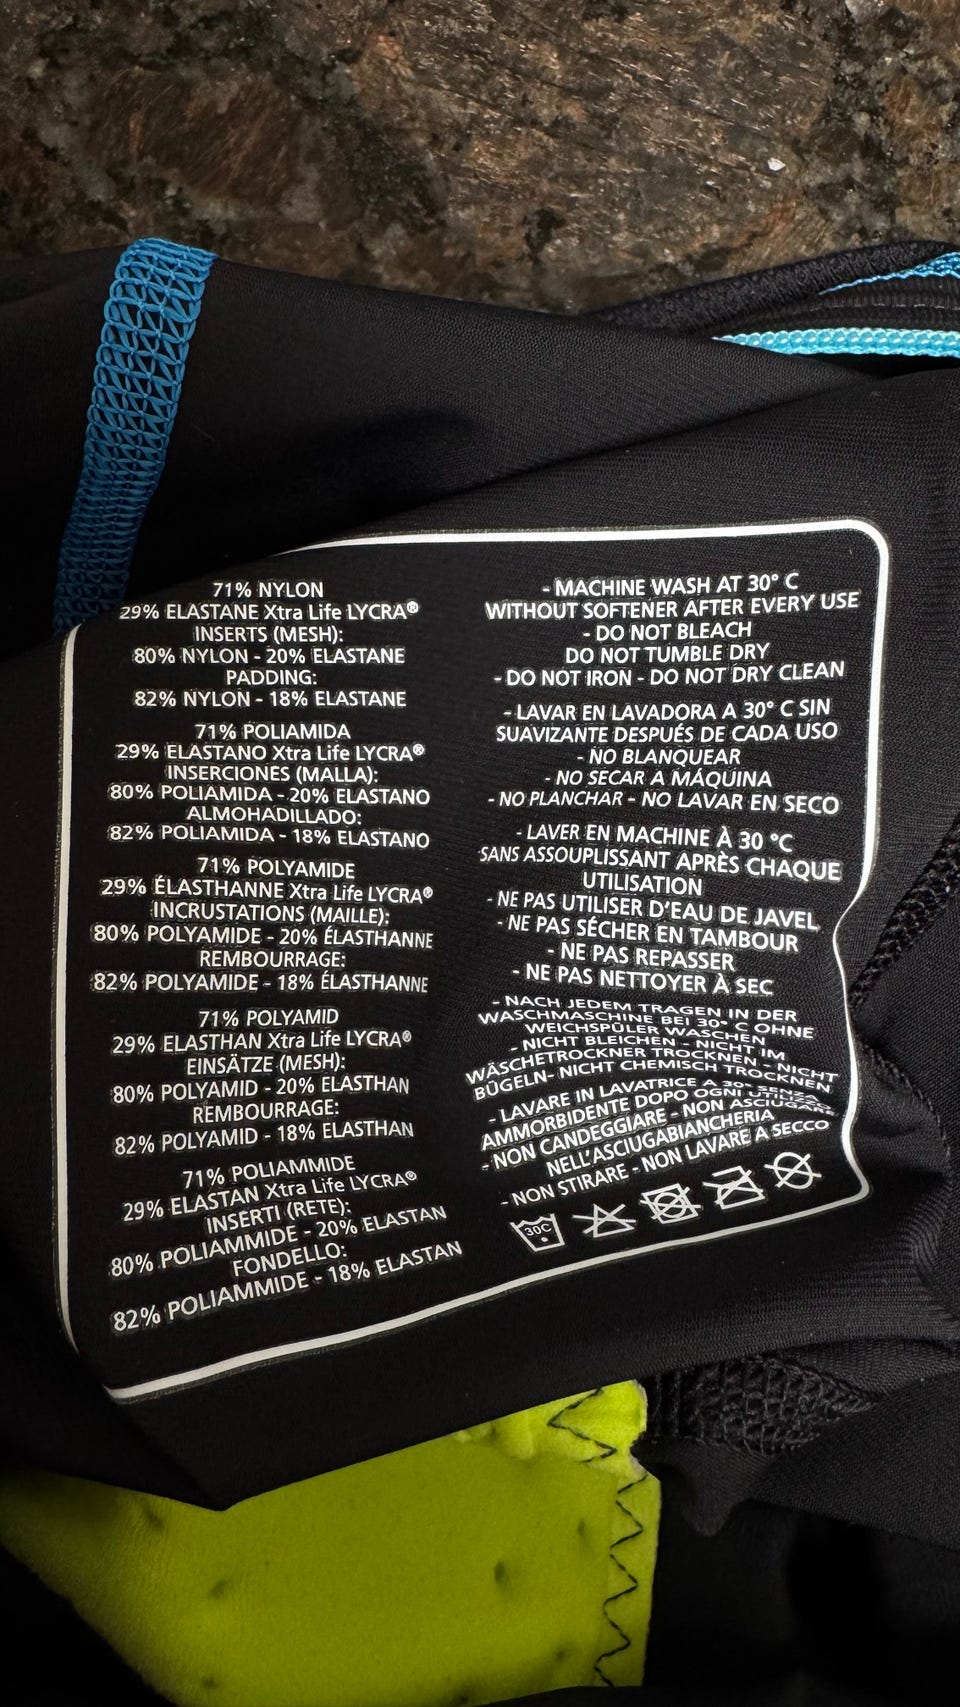 71% NYLON
29% ELASTANE Xtra Life LYCRA®
INSERTS (MESH):
80% NYLON - 20% ELASTANE
PADDING:
82% NYLON - 18% ELASTANE
71% POLIAMIDA
29% ELASTANO Xtra Life LYCRA®
INSERCIONES (MALLA):
80% POLIAMIDA - 20% ELASTANO
ALMOHADILLADO:
82% POLIAMIDA - 18% ELASTANO
71% POLYAMIDE
29% ÉLASTHANNE Xtra Life LYCRA®
INCRUSTATIONS (MAILLE):
80% POLYAMIDE - 20% ÉLASTHANNE
REMBOURRAGE:
82% POLYAMIDE - 18% ÉLASTHANNE
71% POLYAMID
29% ELASTHAN Xtra Life LYCRA®
EINSÄTZE (MESH):
80% POLYAMID - 20% ELASTHAN
REMBOURRAGE:
82% POLYAMID - 18% ELASTHAN
71% POLIAMMIDE
29% ELASTAN Xtra Life LYCRA®
INSERTI (RETE):
80% POLIAMMIDE - 20% ELASTAN
FONDELLO:
82% POLIAMMIDE - 18% ELASTAN
- MACHINE WASH AT 30° C
WITHOUT SOFTENER AFTER EVERY USE
- DO NOT BLEACH
DO NOT TUMBLE DRY
- DO NOT IRON - DO NOT DRY CLEAN
- LAVAR EN LAVADORA A 30° C SIN
SUAVIZANTE DESPUÉS DE CADA USO
- NO BLANQUEAR
- NO SECAR A MÁQUINA
- NO PLANCHAR - NO LAVAR EN SECO
- LAVER EN MACHINE À 30 °C
SANS ASSOUPLISSANT APRÈS CHAQUE
UTILISATION
- NE PAS UTILISER D'EAU DE JAVEL
- NE PAS SÉCHER EN TAMBOUR
- NE PAS REPASSER
- NE PAS NETTOYER À SEC
- NACH JEDEM TRAGEN IN DER
WASCHMASCHINE BEI 30° C OHNE
WEICHSPÜLER WASCHEN
- NICHT BLEICHEN - NICHT IM
WÄSCHETROCKNER TROCKNEN - NICHT
BÜGELN- NICHT CHEMISCH TROCKNEN
- LAVARE IN LAVATRICE A 30° SENZA
AMMORBIDENTE DOPO OGNI UTILIZZO
- NON CANDEGGIARE - NON ASCIUGARE
NELL'ASCIUGABIANCHERIA
- NON STIRARE - NON LAVARE A SECCO
30C